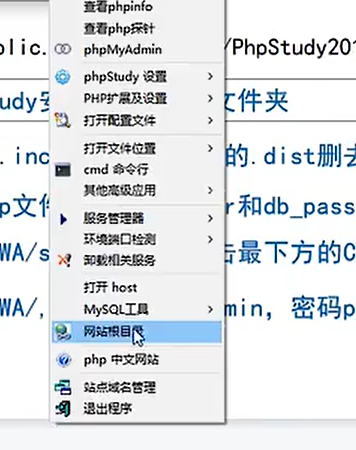 查看phpinfo
查看php探针
phpMyAdmin
phpStudy 设置
PHP扩展及设置
打开配置文件
打开文件位置
cmd 命令行
其他高级应用
服务管理器
环境端口检测
卸载相关服务
打开 host
MySQL工具
网站根目录
php 中文网站
站点域名管理
退出程序
blic.
/PhpStudy201
udy安
文件夹
.inc
的.dist删去
p文件
r和db_pass
WA/s
击最下方的C
WA/,
min, 密码p